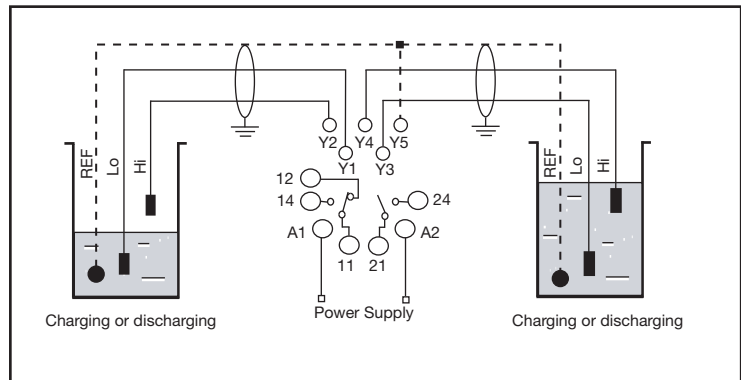 Y2 Y4 Y5
Y1 Y3
REF
Lo
Hi
12
14
24
A1
A2
11
21
REF
Lo
Hi
Charging or discharging
Power Supply
Charging or discharging